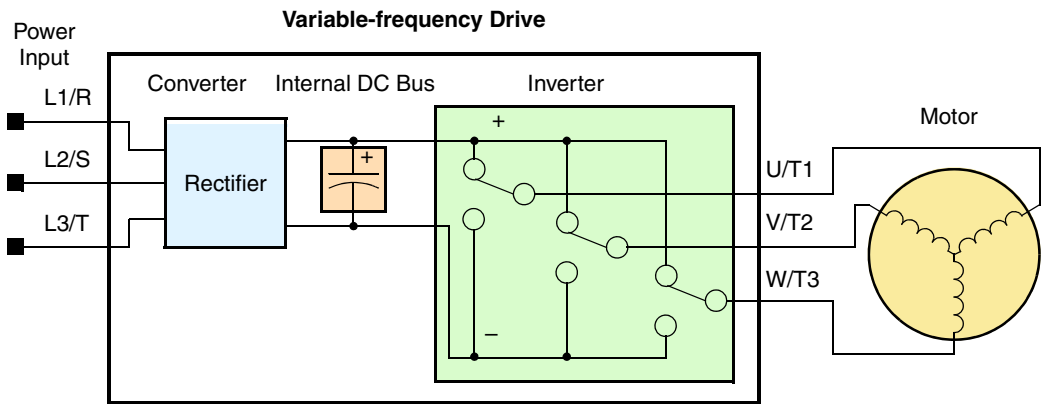 Variable-frequency Drive
Power
Input
Converter
Internal DC Bus
Inverter
L1/R
L2/S
L3/T
Rectifier
+
+
–
U/T1
V/T2
W/T3
Motor